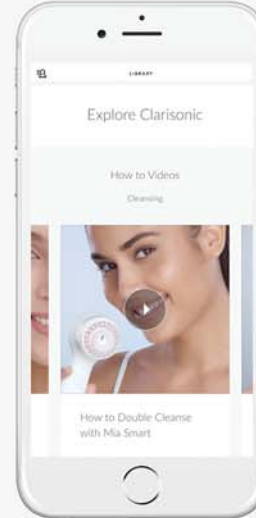 LIBRARY
Explore Clarisonic
How to Videos
Cleansing
How to Double Cleanse
with Mia Smart